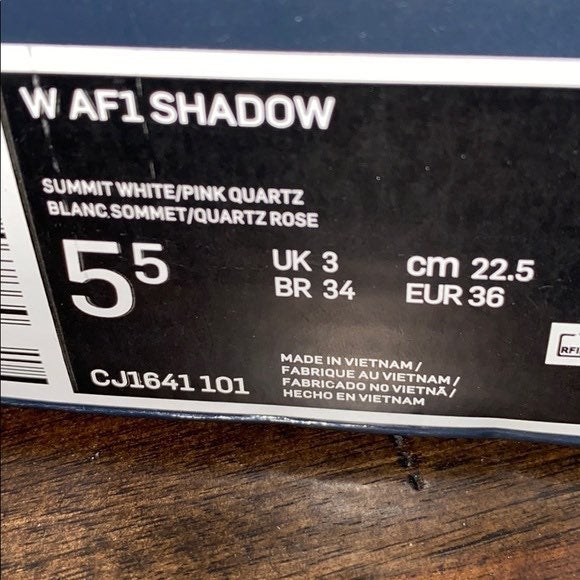 W AF1 SHADOW
SUMMIT WHITE/PINK QUARTZ
BLANC SOMMET/QUARTZ ROSE
5 5
UK 3
BR 34
cm 22.5
EUR 36
CJ1641 101
MADE IN VIETNAM /
FABRIQUE AU VIETNAM /
FABRICADO NO VIETNÃ /
HECHO EN VIETNAM
RFI